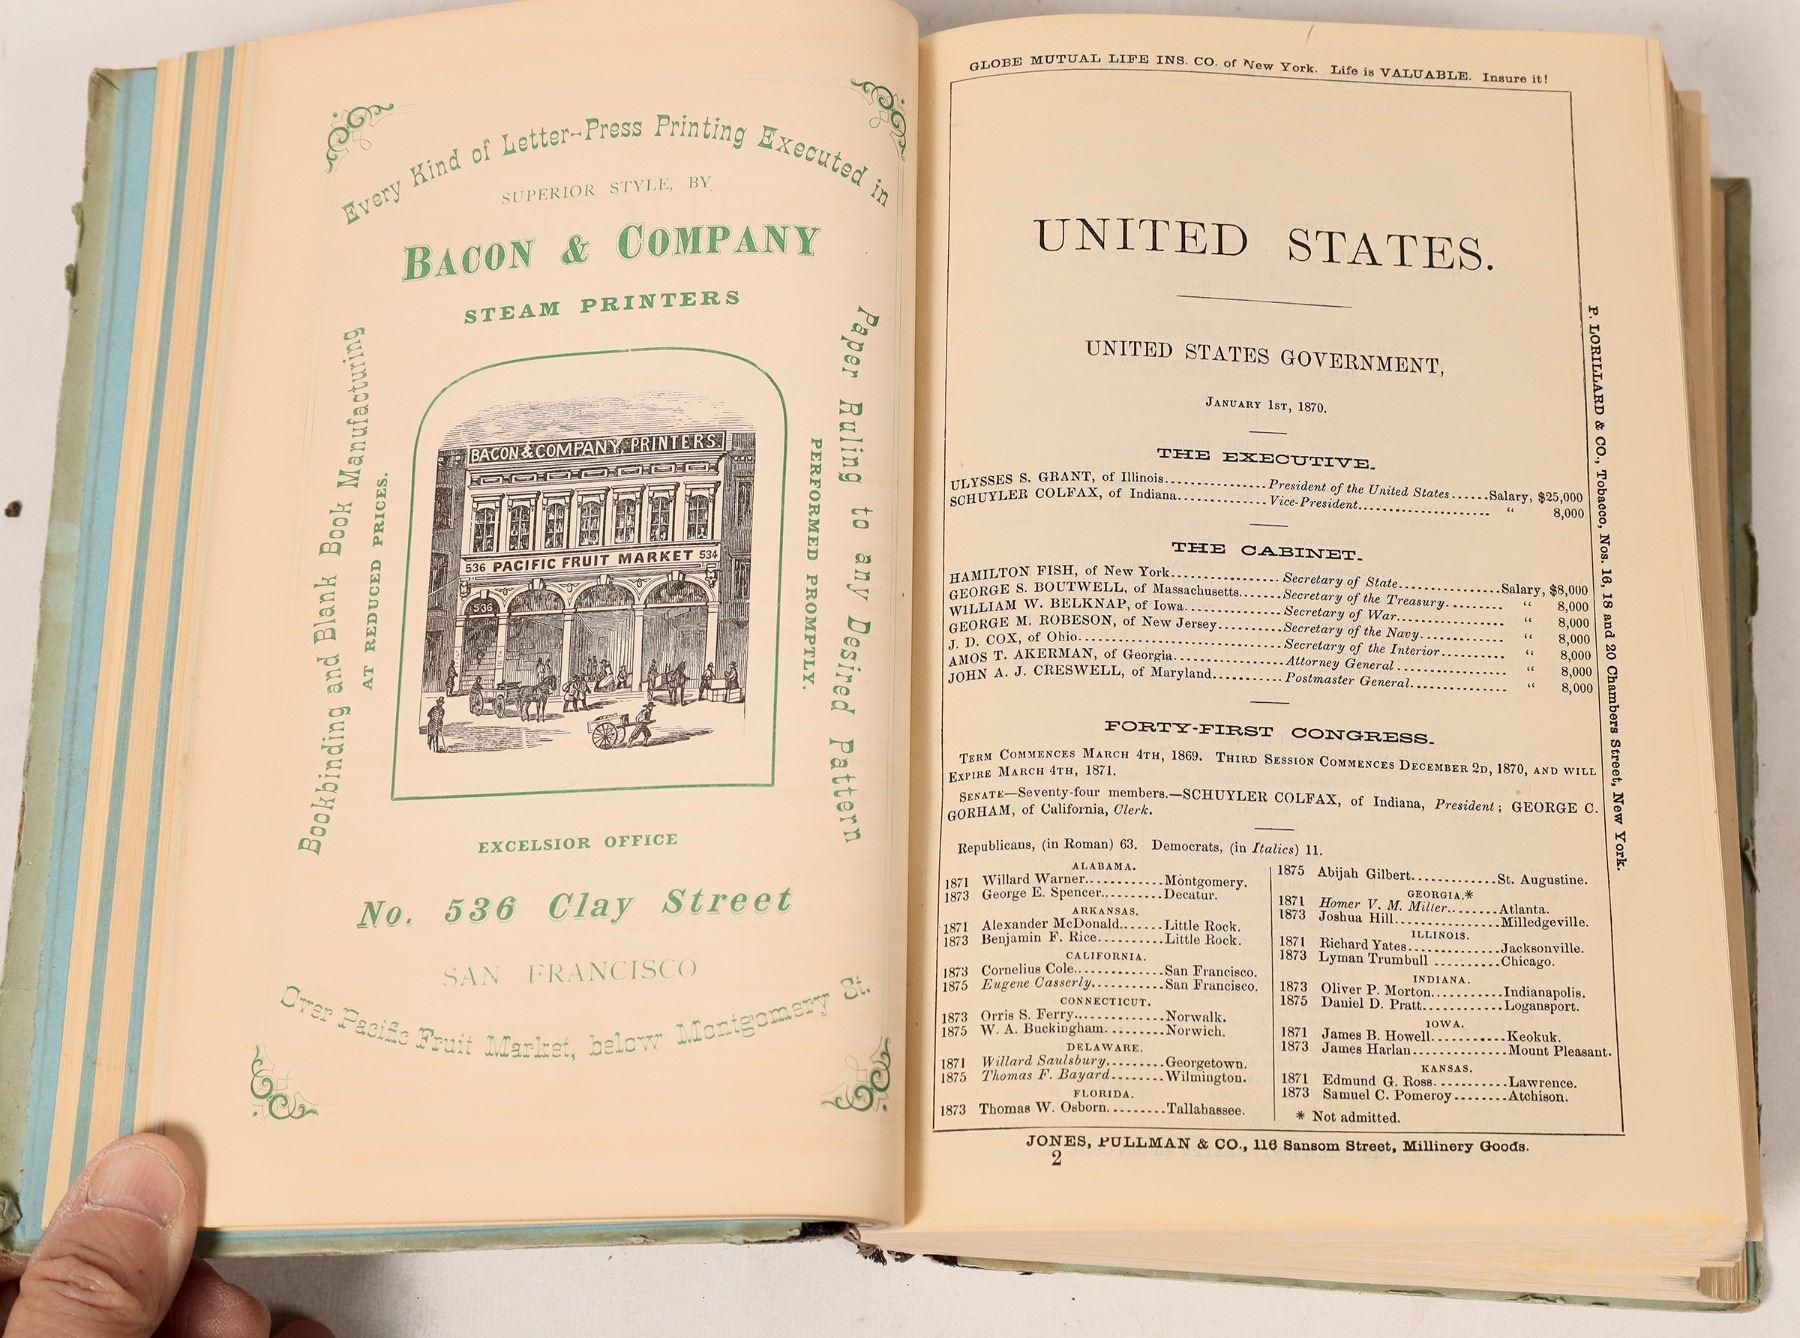 Every Kind of Letter-Press Printing Executed in
SUPERIOR STYLE, BY
BACON & COMPANY
STEAM PRINTERS
Bookbinding and Blank Book Manufacturing
AT REDUCED PRICES.
Paper Ruling to any Desired Pattern
PERFORMED PROMPTLY.
BACON & COMPANY, PRINTERS.
536 PACIFIC FRUIT MARKET 534
536
EXCELSIOR OFFICE
No. 536 Clay Street
SAN FRANCISCO
Over Pacific Fruit Market, below Montgomery St.
GLOBE MUTUAL LIFE INS. CO. of New York. Life is VALUABLE. Insure it!
UNITED STATES.
UNITED STATES GOVERNMENT,
JANUARY 1ST, 1870.
THE EXECUTIVE.
ULYSSES S. GRANT, of Illinois....................President of the United States......Salary, $25,000
SCHUYLER COLFAX, of Indiana....................Vice-President.................... " 8,000
THE CABINET.
HAMILTON FISH, of New York....................Secretary of State....................Salary, $8,000
GEORGE S. BOUTWELL, of Massachusetts......Secretary of the Treasury......... " 8,000
WILLIAM W. BELKNAP, of Iowa....................Secretary of War.................... " 8,000
GEORGE M. ROBESON, of New Jersey.........Secretary of the Navy............... " 8,000
J. D. COX, of Ohio....................Secretary of the Interior............ " 8,000
AMOS T. AKERMAN, of Georgia....................Attorney General.................... " 8,000
JOHN A. J. CRESWELL, of Maryland............Postmaster General.................. " 8,000
FORTY-FIRST CONGRESS.
TERM COMMENCES MARCH 4TH, 1869. THIRD SESSION COMMENCES DECEMBER 2D, 1870, AND WILL
EXPIRE MARCH 4TH, 1871.
SENATE—Seventy-four members.—SCHUYLER COLFAX, of Indiana, President; GEORGE C.
GORHAM, of California, Clerk.
Republicans, (in Roman) 63. Democrats, (in Italics) 11.
ALABAMA.
1871 Willard Warner............Montgomery.
1873 George E. Spencer............Decatur.
ARKANSAS.
1871 Alexander McDonald.......Little Rock.
1873 Benjamin F. Rice..........Little Rock.
CALIFORNIA.
1873 Cornelius Cole.............San Francisco.
1875 Eugene Casserly..........San Francisco.
CONNECTICUT.
1873 Orris S. Ferry.............Norwalk.
1875 W. A. Buckingham.........Norwich.
DELAWARE.
1871 Willard Saulsbury.........Georgetown.
1875 Thomas F. Bayard........Wilmington.
FLORIDA.
1873 Thomas W. Osborn........Tallahassee.
1875 Abijah Gilbert............St. Augustine.
GEORGIA.*
1871 Homer V. M. Miller.......Atlanta.
1873 Joshua Hill...............Milledgeville.
ILLINOIS.
1871 Richard Yates.............Jacksonville.
1873 Lyman Trumbull .........Chicago.
INDIANA.
1873 Oliver P. Morton..........Indianapolis.
1875 Daniel D. Pratt...........Logansport.
IOWA.
1871 James B. Howell..........Keokuk.
1873 James Harlan.............Mount Pleasant.
KANSAS.
1871 Edmund G. Ross..........Lawrence.
1873 Samuel C. Pomeroy.......Atchison.
* Not admitted.
P. LORILLARD & CO., Tobacco, Nos. 16, 18 and 20 Chambers Street, New York.
JONES, PULLMAN & CO., 116 Sansom Street, Millinery Goods.
2